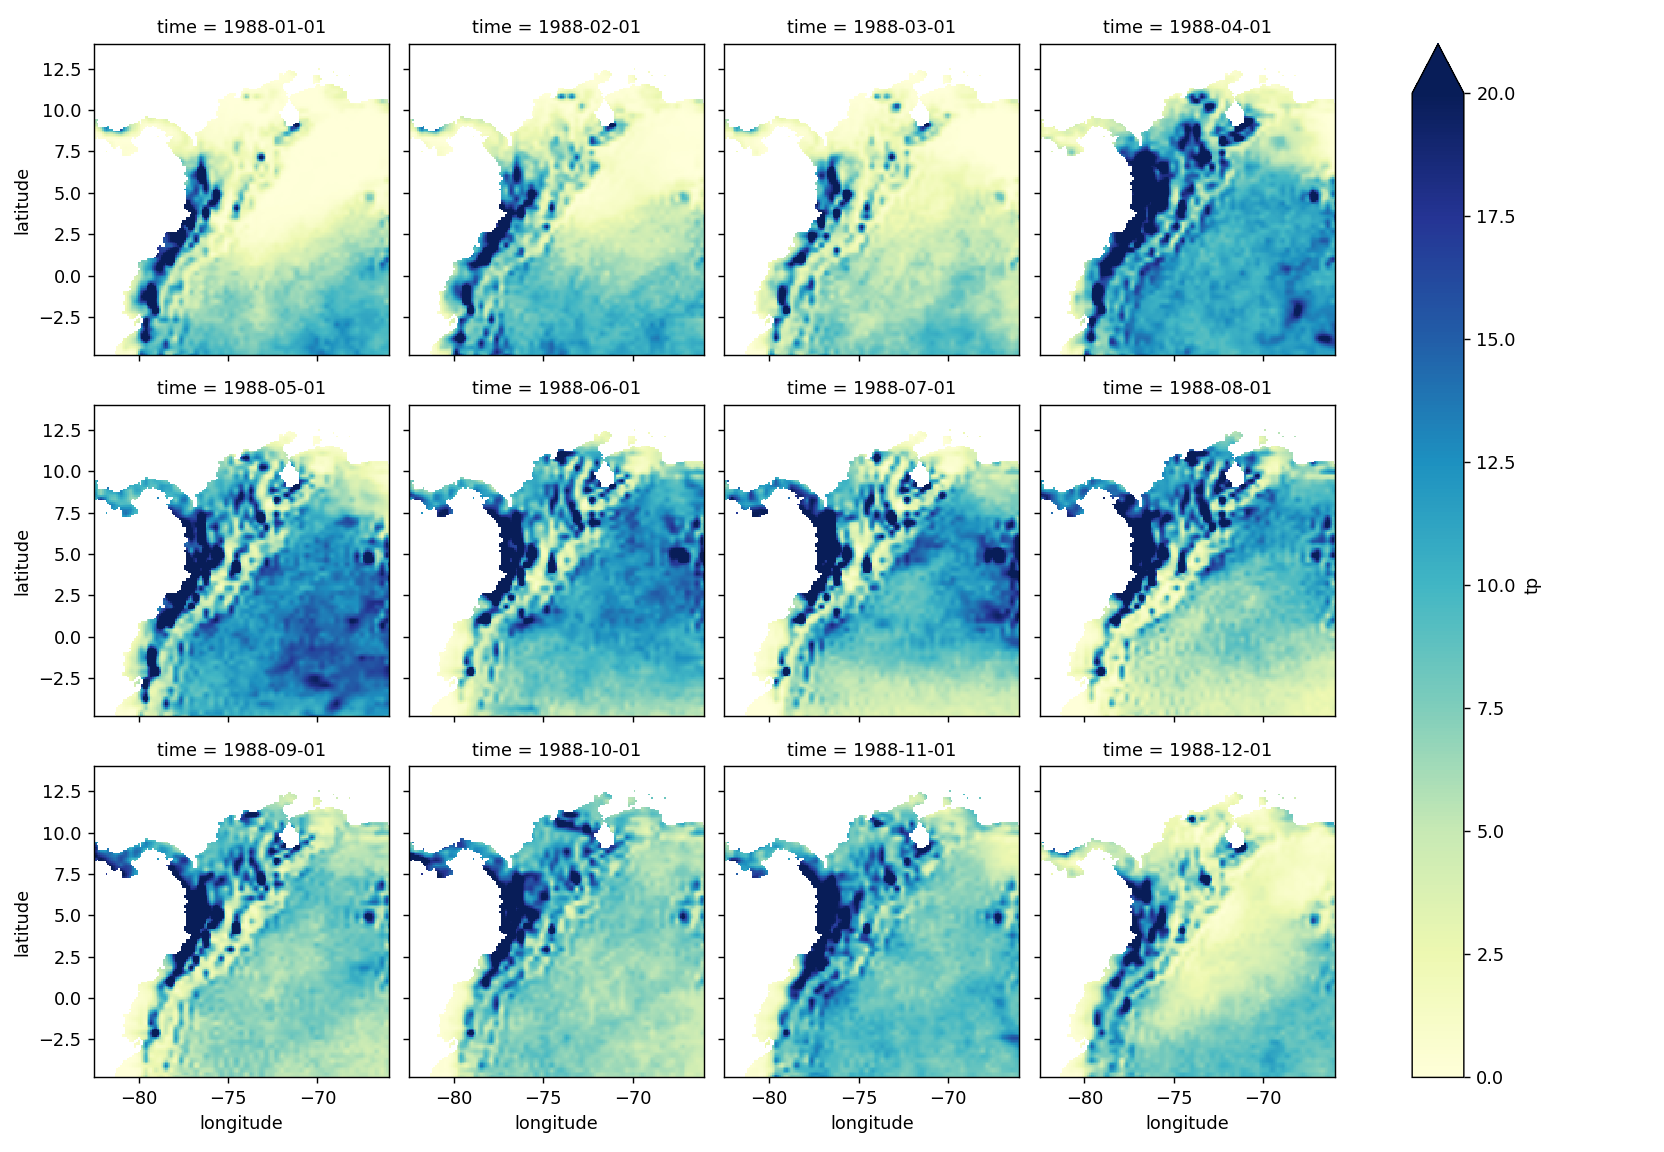 time = 1988-01-01
time = 1988-02-01
time = 1988-03-01
time = 1988-04-01
latitude
12.5
10.0
7.5
5.0
2.5
0.0
−2.5
time = 1988-05-01
time = 1988-06-01
time = 1988-07-01
time = 1988-08-01
latitude
12.5
10.0
7.5
5.0
2.5
0.0
−2.5
time = 1988-09-01
time = 1988-10-01
time = 1988-11-01
time = 1988-12-01
latitude
12.5
10.0
7.5
5.0
2.5
0.0
−2.5
−80 −75 −70
longitude
−80 −75 −70
longitude
−80 −75 −70
longitude
−80 −75 −70
longitude
20.0
17.5
15.0
12.5
10.0
7.5
5.0
2.5
0.0
tp